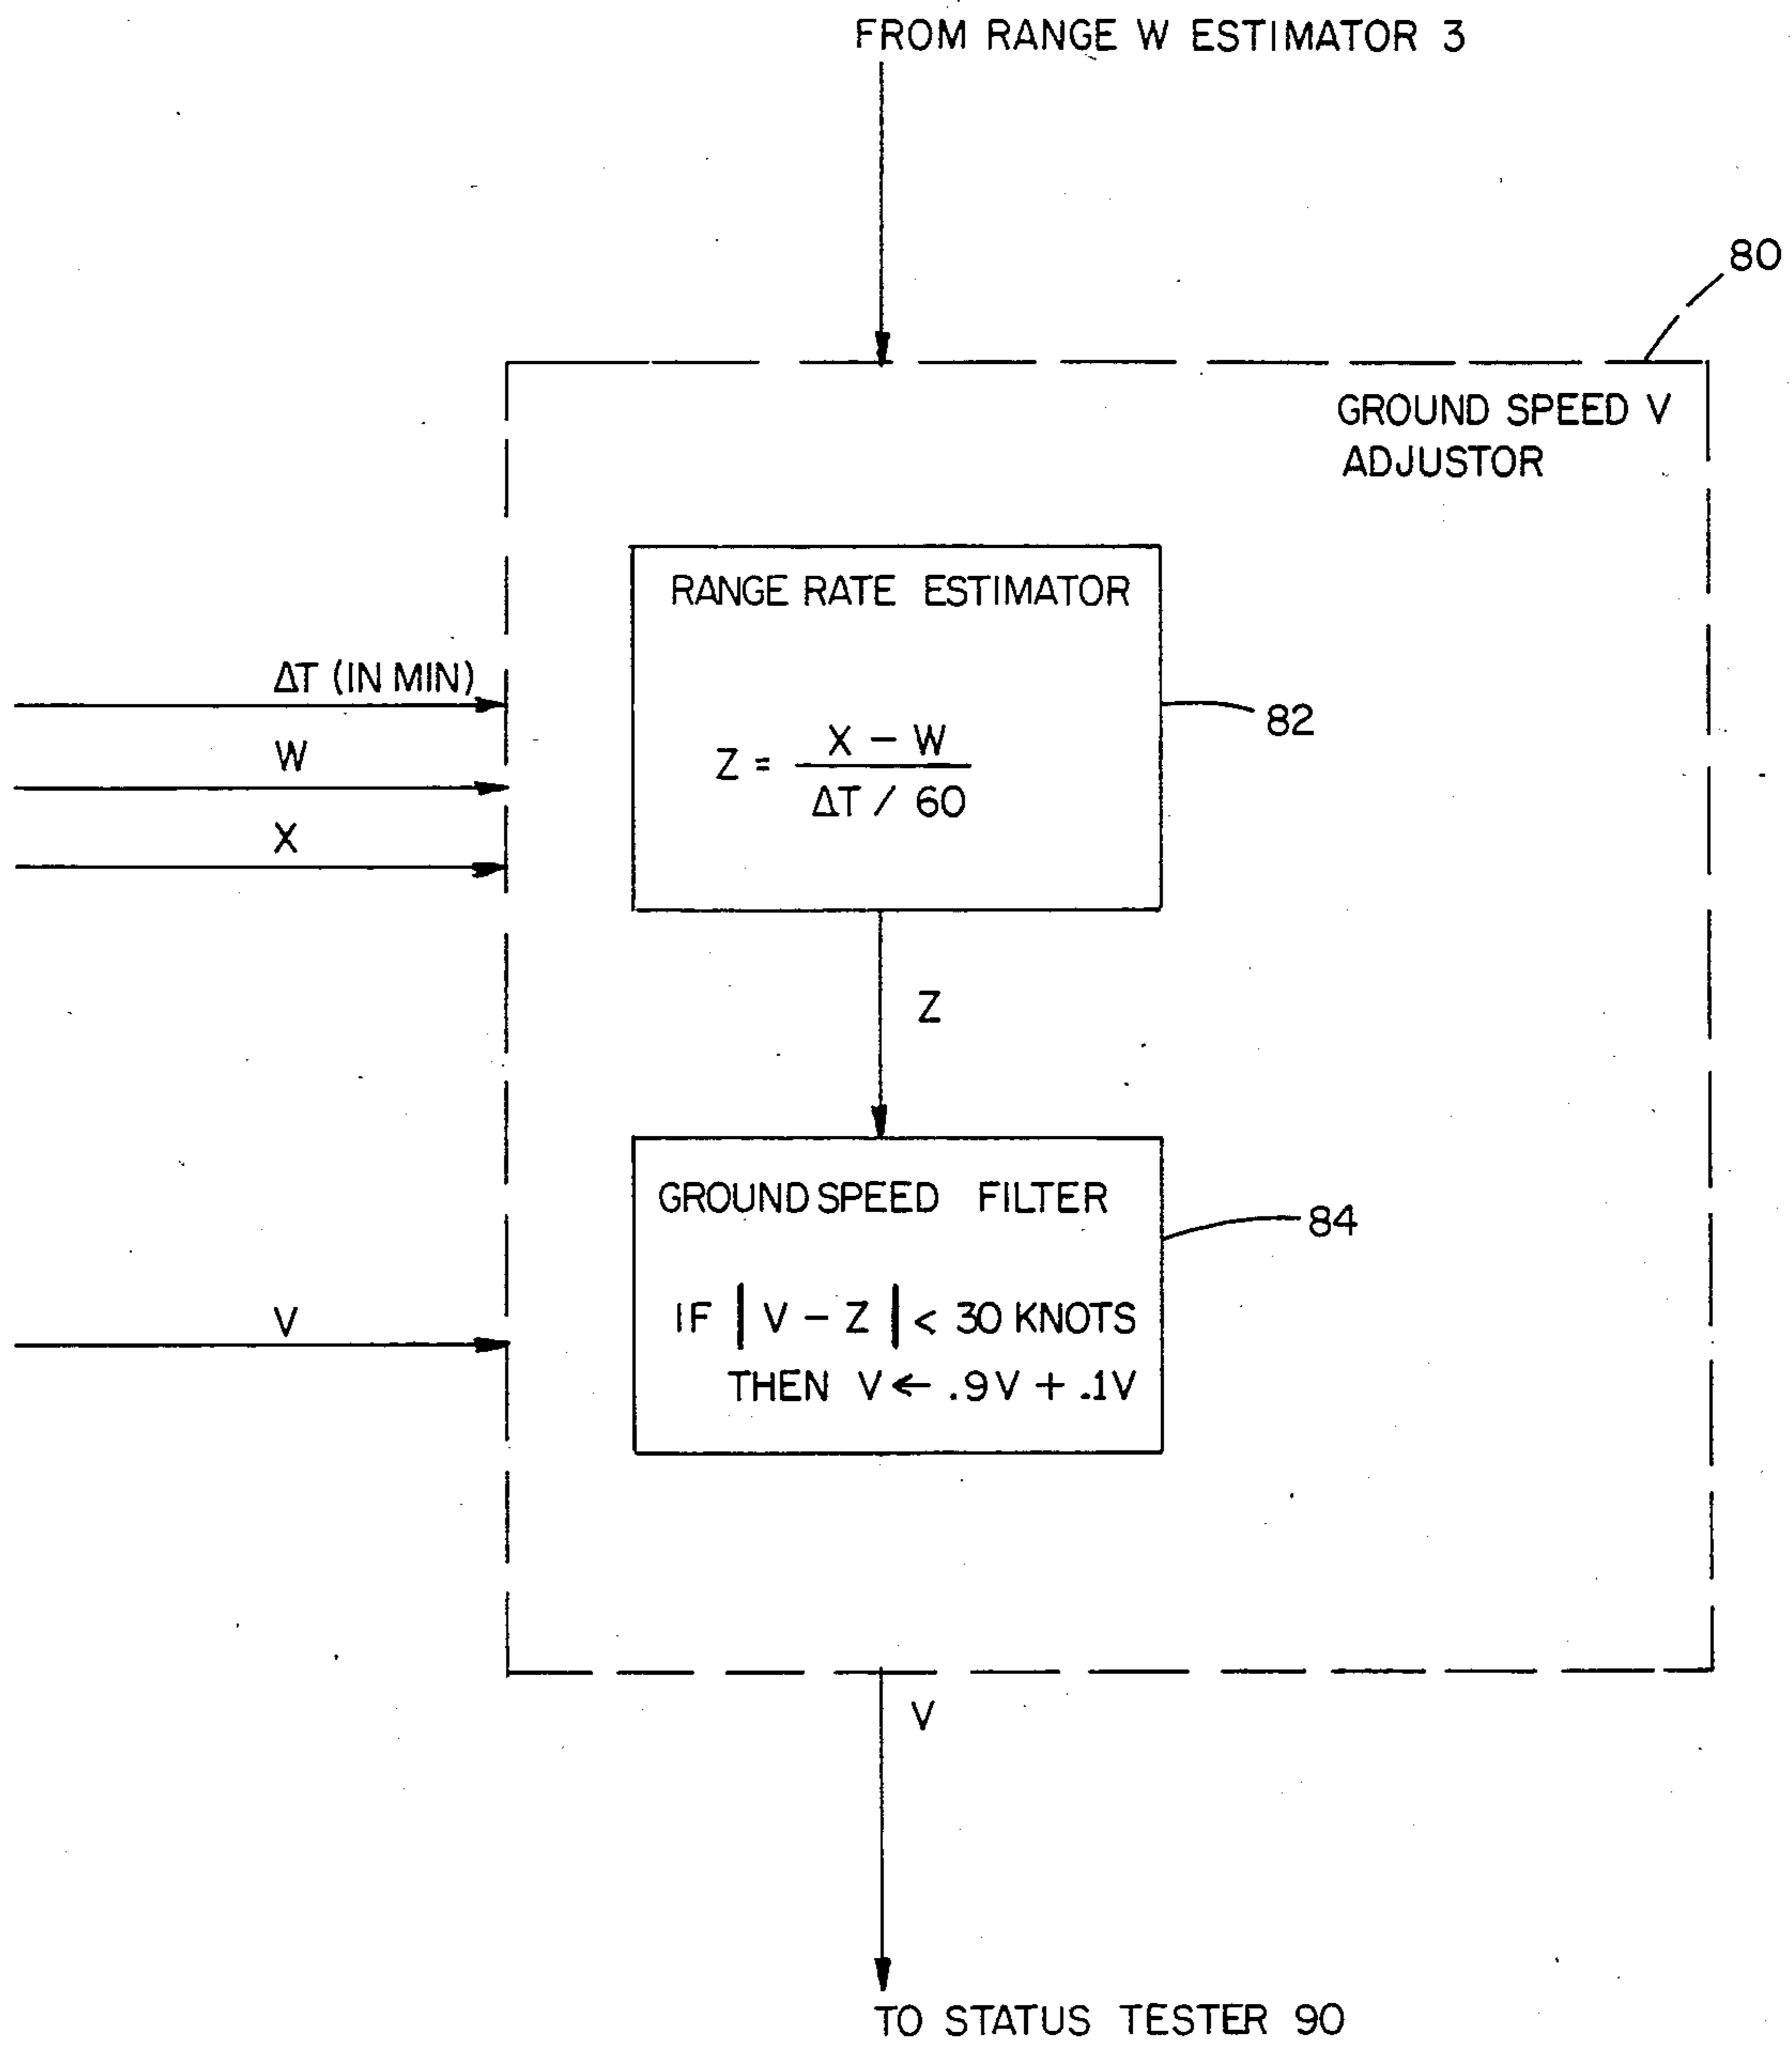 FROM RANGE W ESTIMATOR 3
80
GROUND SPEED V
ADJUSTOR
RANGE RATE ESTIMATOR
ΔT (IN MIN)
82
W
Z = X - W
ΔT / 60
X
Z
GROUND SPEED FILTER
84
IF | V - Z | < 30 KNOTS
V
THEN V ← .9V + .1V
V
TO STATUS TESTER 90